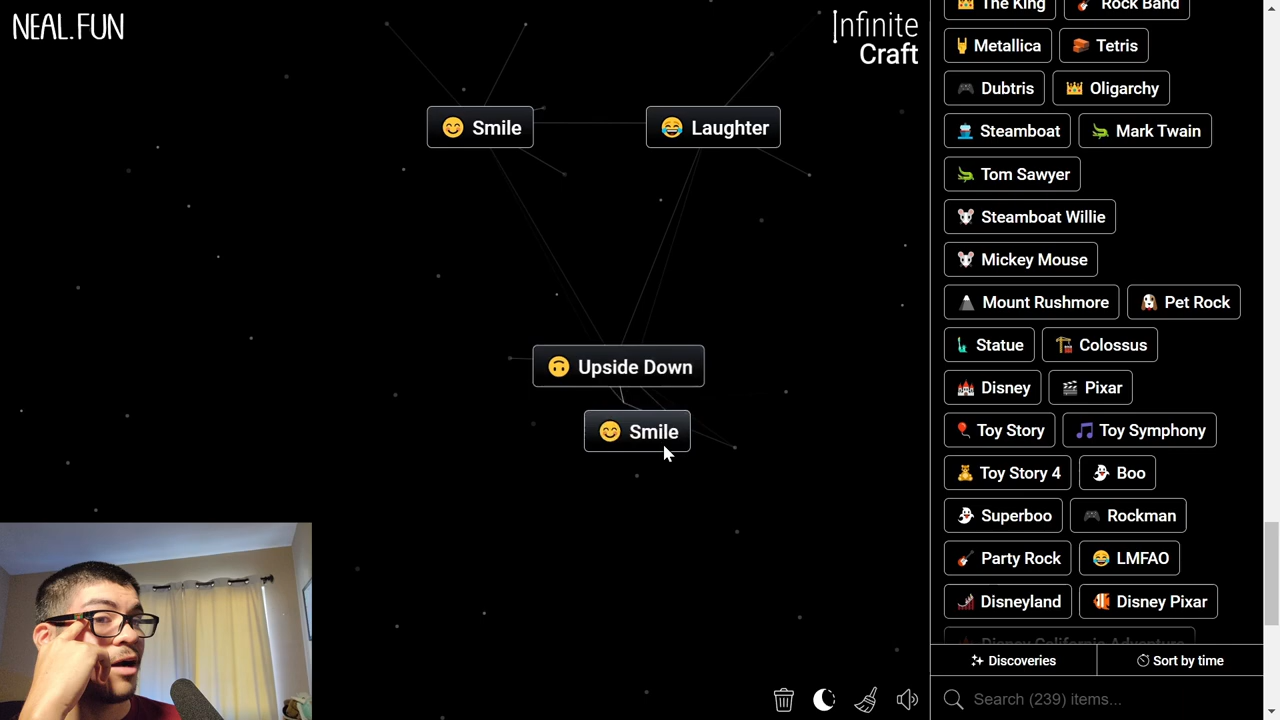 NEAL.FUN
Infinite
Craft
Smile
Laughter
Upside Down
Smile
The King
Rock Band
Metallica
Tetris
Dubtris
Oligarchy
Steamboat
Mark Twain
Tom Sawyer
Steamboat Willie
Mickey Mouse
Mount Rushmore
Pet Rock
Statue
Colossus
Disney
Pixar
Toy Story
Toy Symphony
Toy Story 4
Boo
Superboo
Rockman
Party Rock
LMFAO
Disneyland
Disney Pixar
Disney California Adventure
Discoveries
Sort by time
Search (239) items...